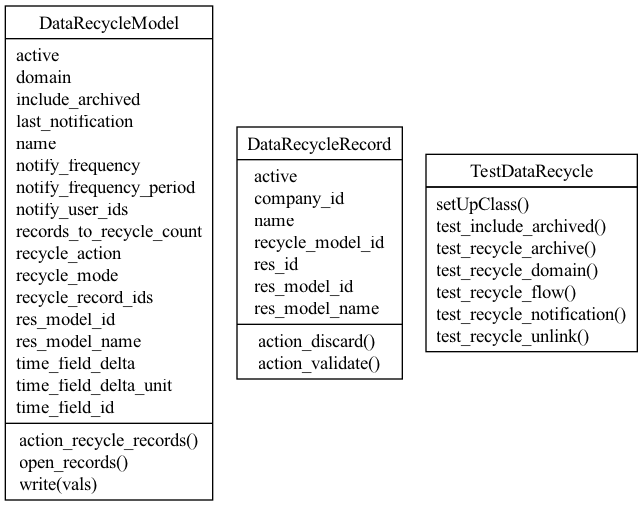 DataRecycleModel
active
domain
include_archived
last_notification
name
notify_frequency
notify_frequency_period
notify_user_ids
records_to_recycle_count
recycle_action
recycle_mode
recycle_record_ids
res_model_id
res_model_name
time_field_delta
time_field_delta_unit
time_field_id
action_recycle_records()
open_records()
write(vals)
DataRecycleRecord
active
company_id
name
recycle_model_id
res_id
res_model_id
res_model_name
action_discard()
action_validate()
TestDataRecycle
setUpClass()
test_include_archived()
test_recycle_archive()
test_recycle_domain()
test_recycle_flow()
test_recycle_notification()
test_recycle_unlink()